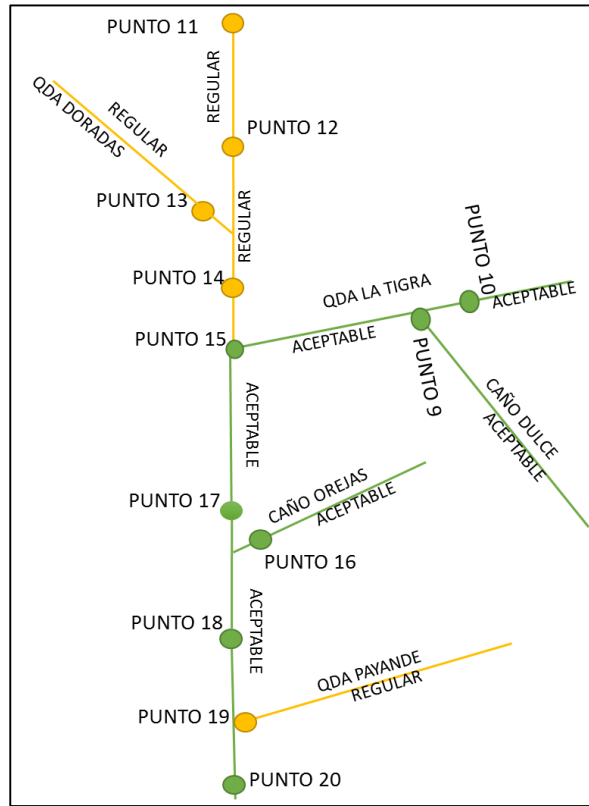 PUNTO 11
REGULAR
QDA DORADAS
REGULAR
PUNTO 12
PUNTO 13
REGULAR
PUNTO 14
PUNTO 10
QDA LA TIGRA
ACEPTABLE
PUNTO 15
ACEPTABLE
PUNTO 9
CAÑO DULCE
ACEPTABLE
ACEPTABLE
CAÑO OREJAS
ACEPTABLE
PUNTO 17
PUNTO 16
ACEPTABLE
PUNTO 18
QDA PAYANDE
REGULAR
PUNTO 19
PUNTO 20